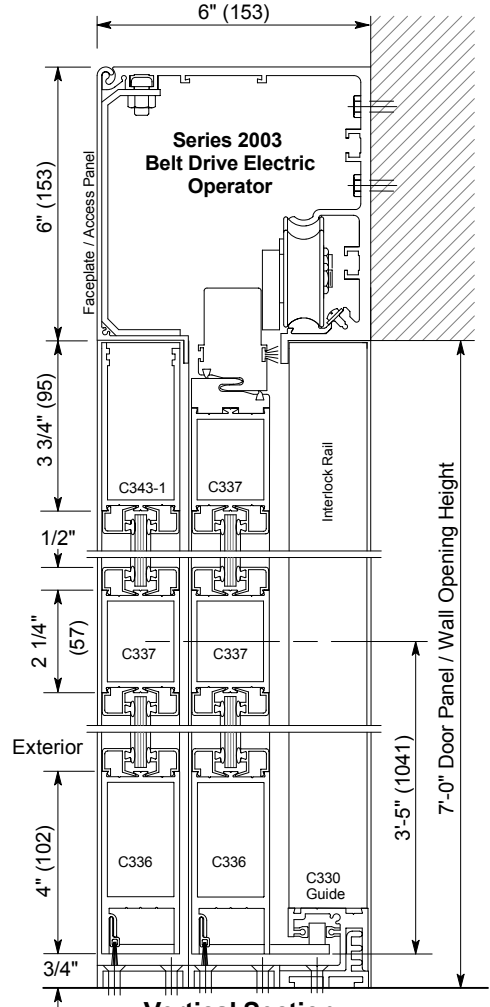 6" (153)
Series 2003
Belt Drive Electric
Operator
6" (153)
Faceplate / Access Panel
3 3/4" (95)
C343-1
C337
Interlock Rail
1/2"
2 1/4"
(57)
C337
C337
7'-0" Door Panel / Wall Opening Height
3'-5" (1041)
Exterior
4" (102)
C336
C336
C330
Guide
3/4"
Vertical Section